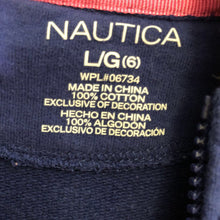 NAUTICA
L/G(6)
WPL#06734
MADE IN CHINA
100% COTTON
EXCLUSIVE OF DECORATION
HECHO EN CHINA
100% ALGODÓN
EXCLUSIVO DE DECORACIÓN